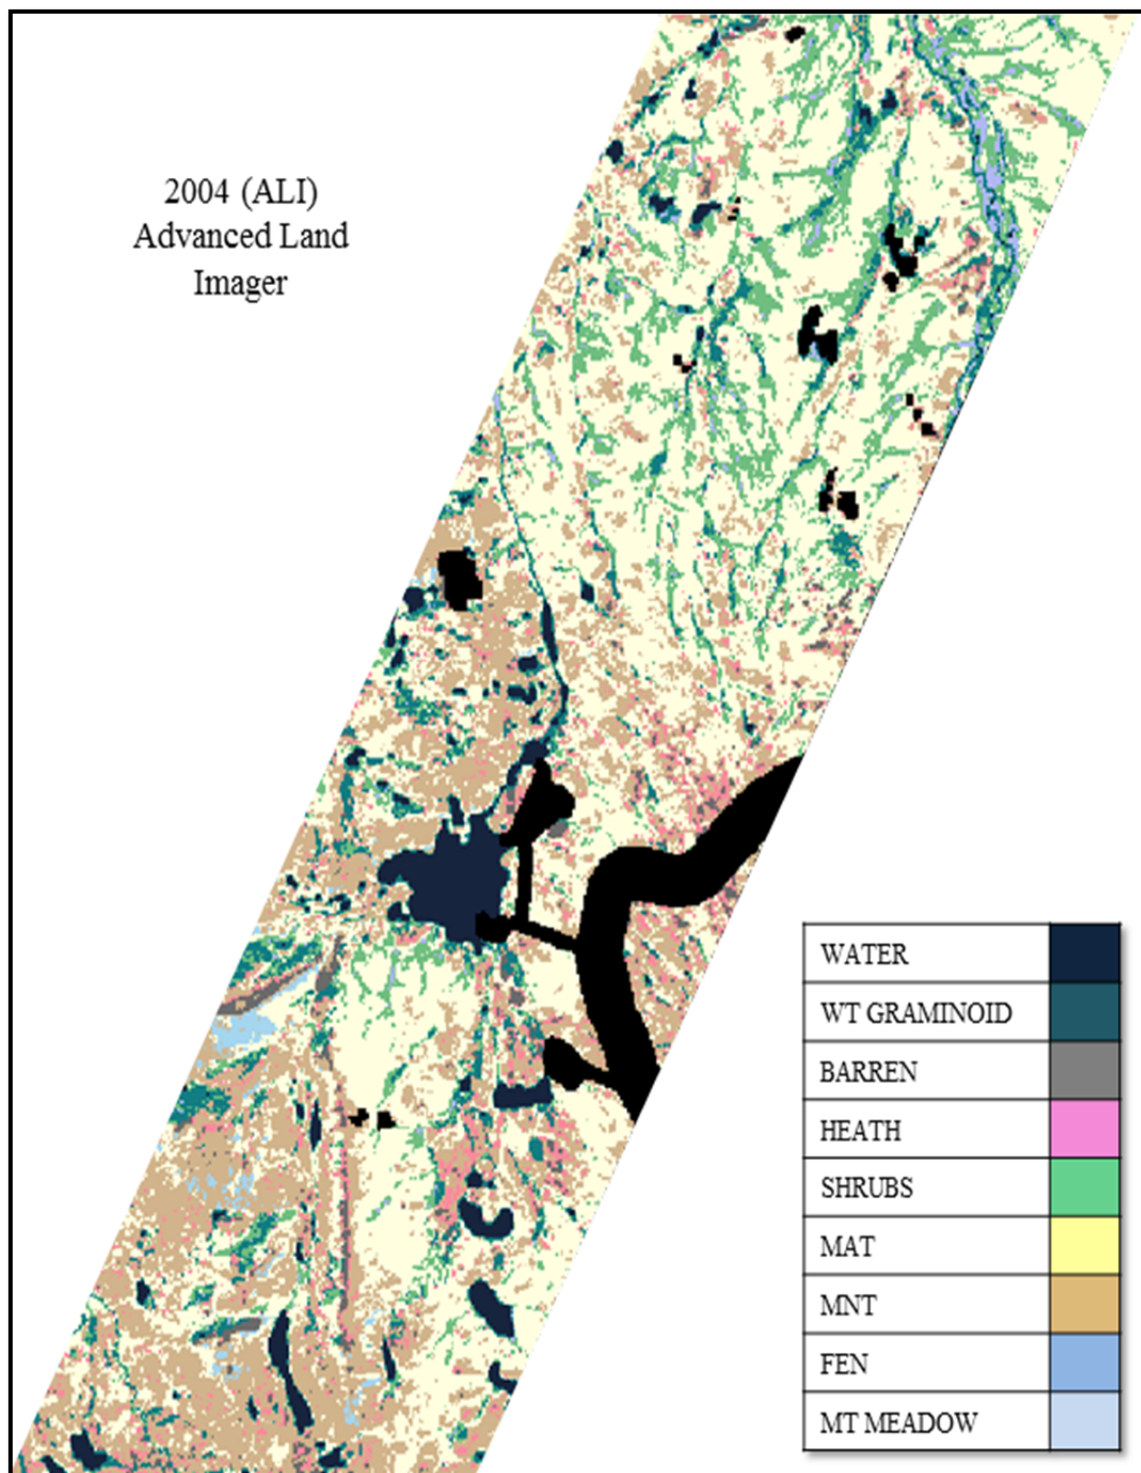 2004 (ALI)
Advanced Land
Imager
WATER
WT GRAMINOID
BARREN
HEATH
SHRUBS
MAT
MNT
FEN
MT MEADOW